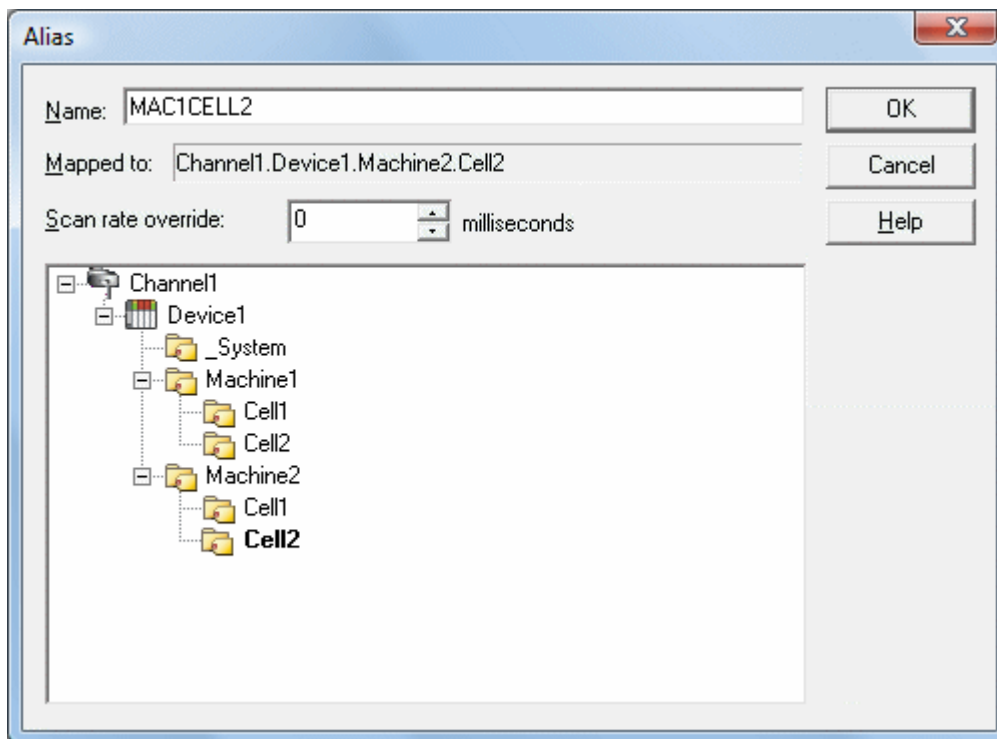 Alias
Name: MAC1CELL2
OK
Mapped to: Channel1.Device1.Machine2.Cell2
Cancel
Scan rate override: 0 milliseconds
Help
Channel1
Device1
_System
Machine1
Cell1
Cell2
Machine2
Cell1
Cell2